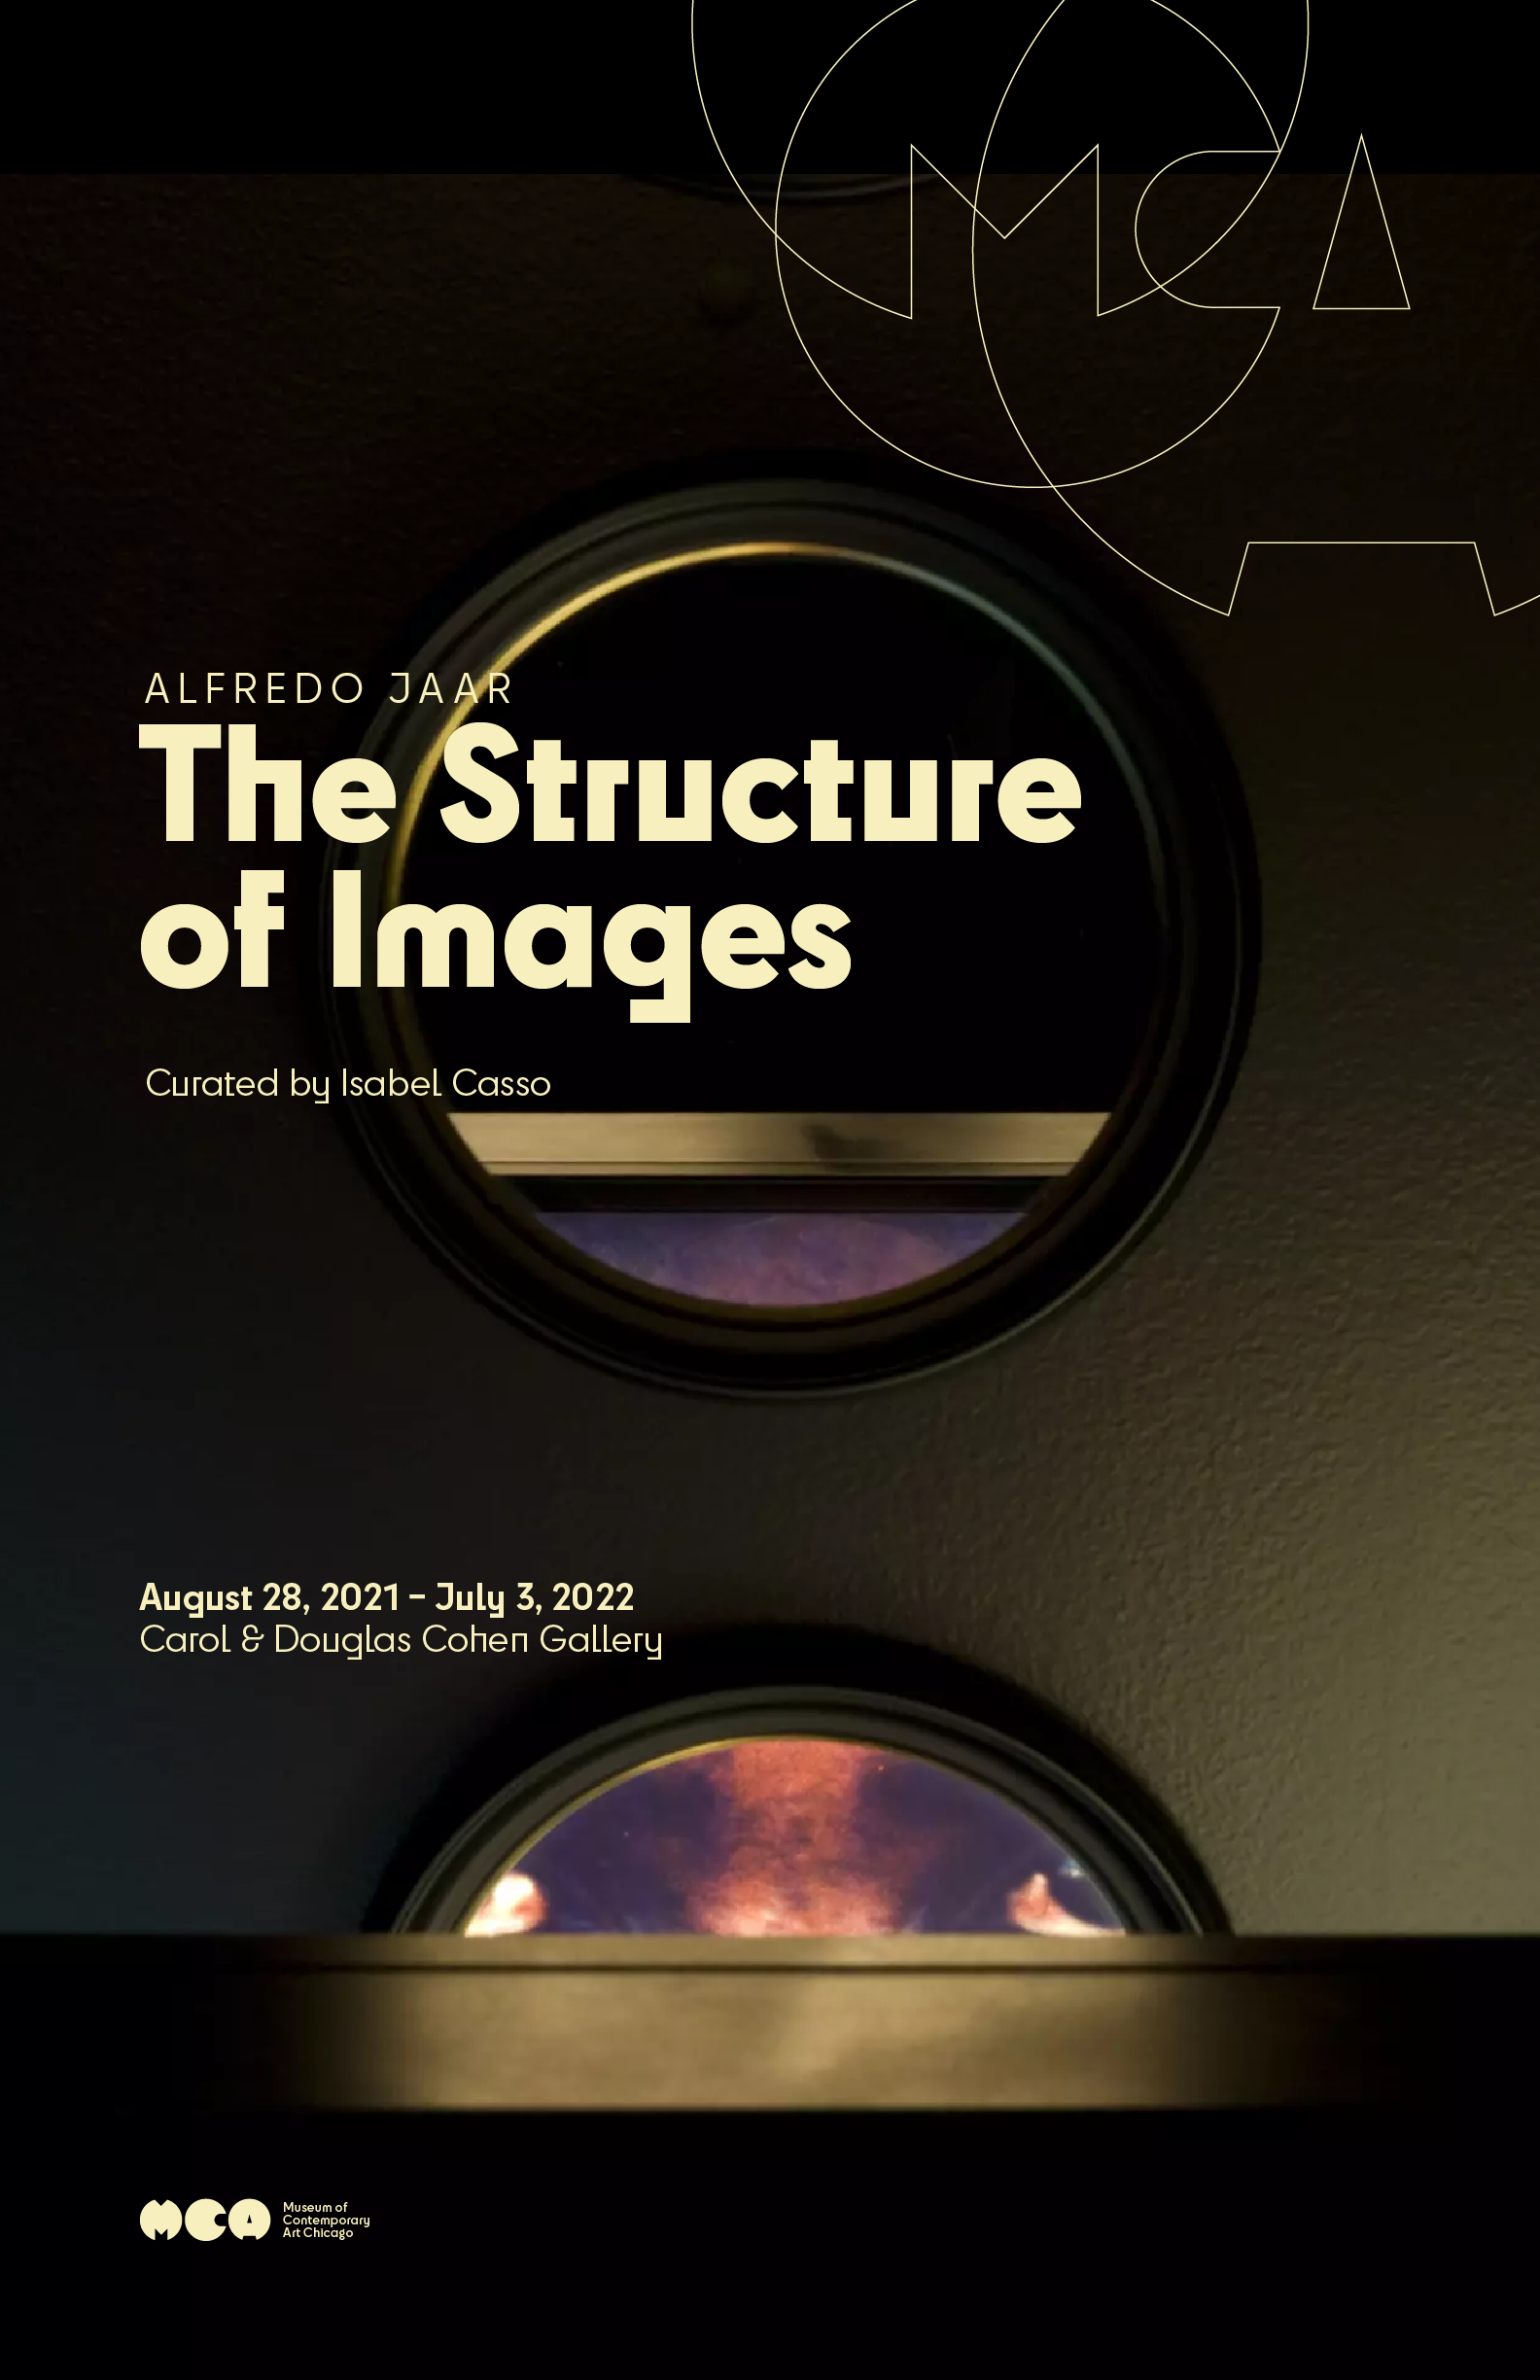 MCA
ALFREDO JAAR
The Structure
of Images
Curated by Isabel Casso
August 28, 2021 – July 3, 2022
Carol & Douglas Cohen Gallery
MCA
Museum of
Contemporary
Art Chicago